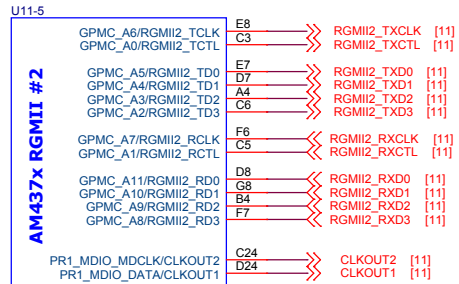 U11-5
AM437x RGMII #2
GPMC_A6/RGMII2_TCLK E8 RGMII2_TXCLK [11]
GPMC_A0/RGMII2_TCTL C3 RGMII2_TXCTL [11]
GPMC_A5/RGMII2_TD0 E7 RGMII2_TXD0 [11]
GPMC_A4/RGMII2_TD1 D7 RGMII2_TXD1 [11]
GPMC_A3/RGMII2_TD2 A4 RGMII2_TXD2 [11]
GPMC_A2/RGMII2_TD3 C6 RGMII2_TXD3 [11]
GPMC_A7/RGMII2_RCLK F6 RGMII2_RXCLK [11]
GPMC_A1/RGMII2_RCTL C5 RGMII2_RXCTL [11]
GPMC_A11/RGMII2_RD0 D8 RGMII2_RXD0 [11]
GPMC_A10/RGMII2_RD1 G8 RGMII2_RXD1 [11]
GPMC_A9/RGMII2_RD2 B4 RGMII2_RXD2 [11]
GPMC_A8/RGMII2_RD3 F7 RGMII2_RXD3 [11]
PR1_MDIO_MDCLK/CLKOUT2 C24 CLKOUT2 [11]
PR1_MDIO_DATA/CLKOUT1 D24 CLKOUT1 [11]